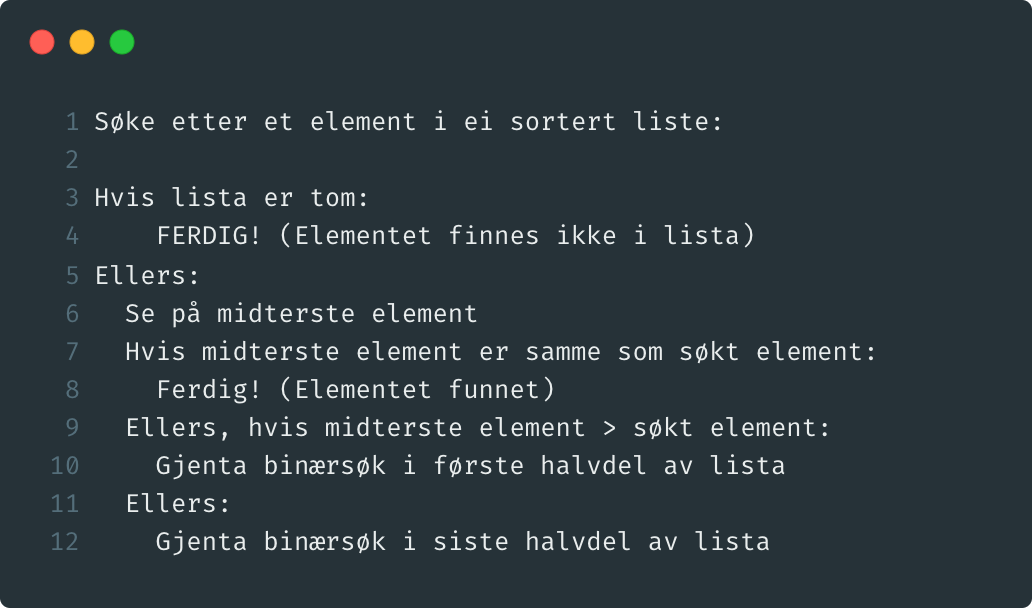 1 Søke etter et element i ei sortert liste:
2
3 Hvis lista er tom:
4     FERDIG! (Elementet finnes ikke i lista)
5 Ellers:
6   Se på midterste element
7   Hvis midterste element er samme som søkt element:
8     Ferdig! (Elementet funnet)
9   Ellers, hvis midterste element > søkt element:
10     Gjenta binærsøk i første halvdel av lista
11   Ellers:
12     Gjenta binærsøk i siste halvdel av lista